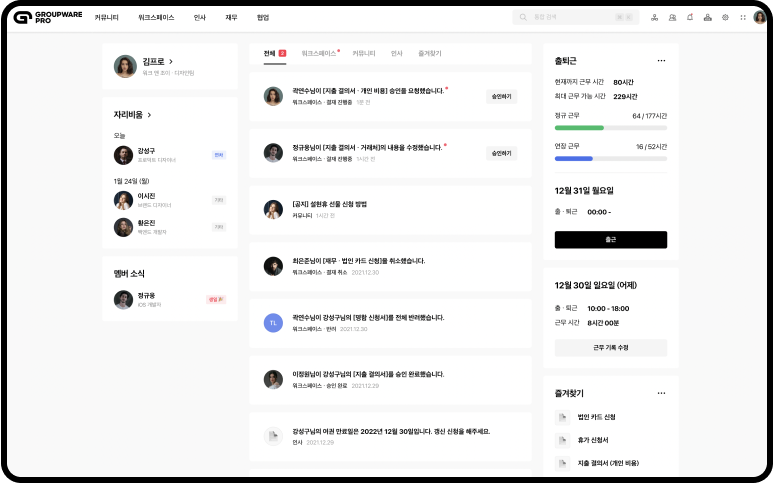 GROUPWARE PRO
커뮤니티
워크스페이스
인사
재무
협업
통합 검색
김프로
워크 앤 조이 · 디자인팀
자리비움
오늘
강성구
프로덕트 디자이너
연차
1월 24일 (월)
이시진
브랜드 디자이너
기타
황은진
백엔드 개발자
기타
멤버 소식
정규용
iOS 개발자
생일
전체 2
워크스페이스
커뮤니티
인사
즐겨찾기
곽연수님이 [지출 결의서 · 개인 비용] 승인을 요청했습니다.
워크스페이스 · 결재 진행중 1분 전
승인하기
정규용님이 [지출 결의서 · 거래처]의 내용을 수정했습니다.
워크스페이스 · 결재 진행중 1시간 전
승인하기
[공지] 설현휴 선물 신청 방법
커뮤니티 1시간 전
최은준님이 [재무 · 법인 카드 신청]을 취소했습니다.
워크스페이스 · 결재 취소 2021.12.30
TL
곽연수님이 강성구님의 [명함 신청서]를 전체 반려했습니다.
워크스페이스 · 반려 2021.12.30
이정원님이 강성구님의 [지출 결의서]를 승인 완료했습니다.
워크스페이스 · 승인 완료 2021.12.29
강성구님의 여권 만료일은 2022년 12월 30일입니다. 갱신 신청을 해주세요.
인사 2021.12.29
출퇴근
현재까지 근무 시간 80시간
최대 근무 가능 시간 229시간
정규 근무 64 / 177시간
연장 근무 16 / 52시간
12월 31일 월요일
출 · 퇴근 00:00 -
출근
12월 30일 일요일 (어제)
출 · 퇴근 10:00 - 18:00
근무 시간 8시간 00분
근무 기록 수정
즐겨찾기
법인 카드 신청
휴가 신청서
지출 결의서 (개인 비용)